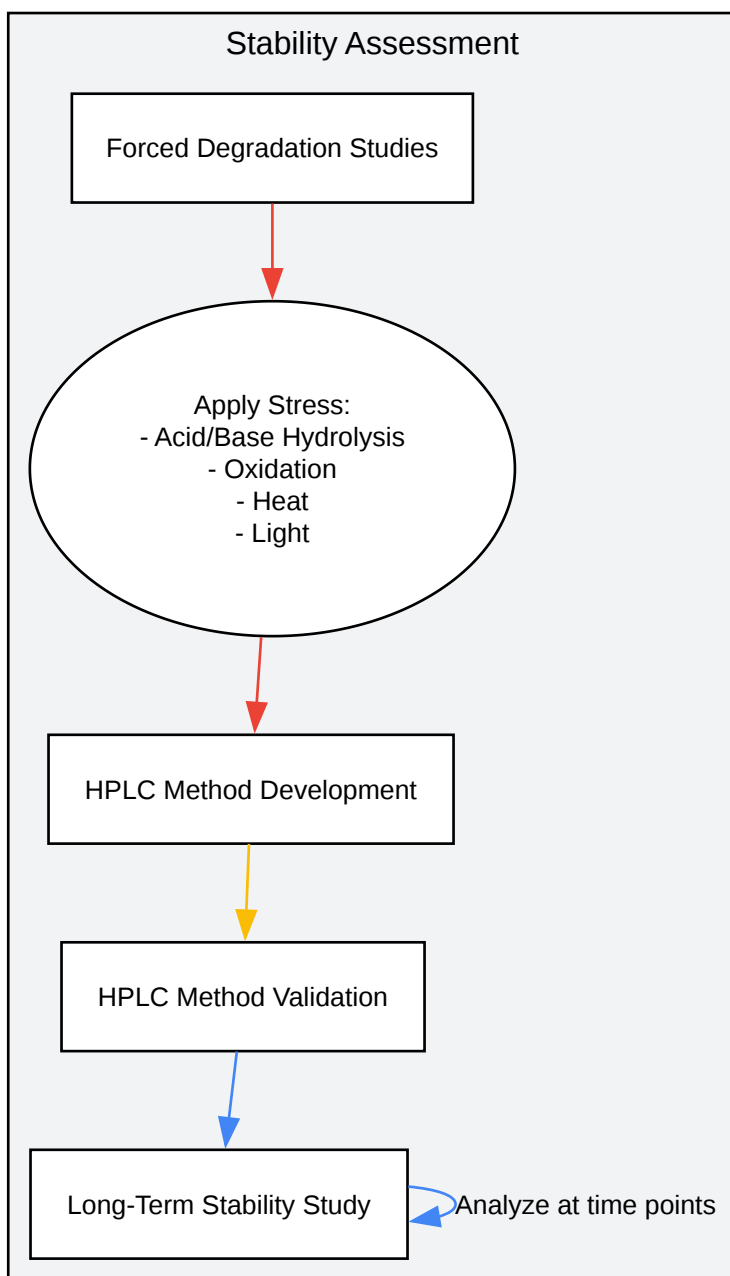 Stability Assessment
Forced Degradation Studies
Apply Stress:
- Acid/Base Hydrolysis
- Oxidation
- Heat
- Light
HPLC Method Development
HPLC Method Validation
Long-Term Stability Study
Analyze at time points